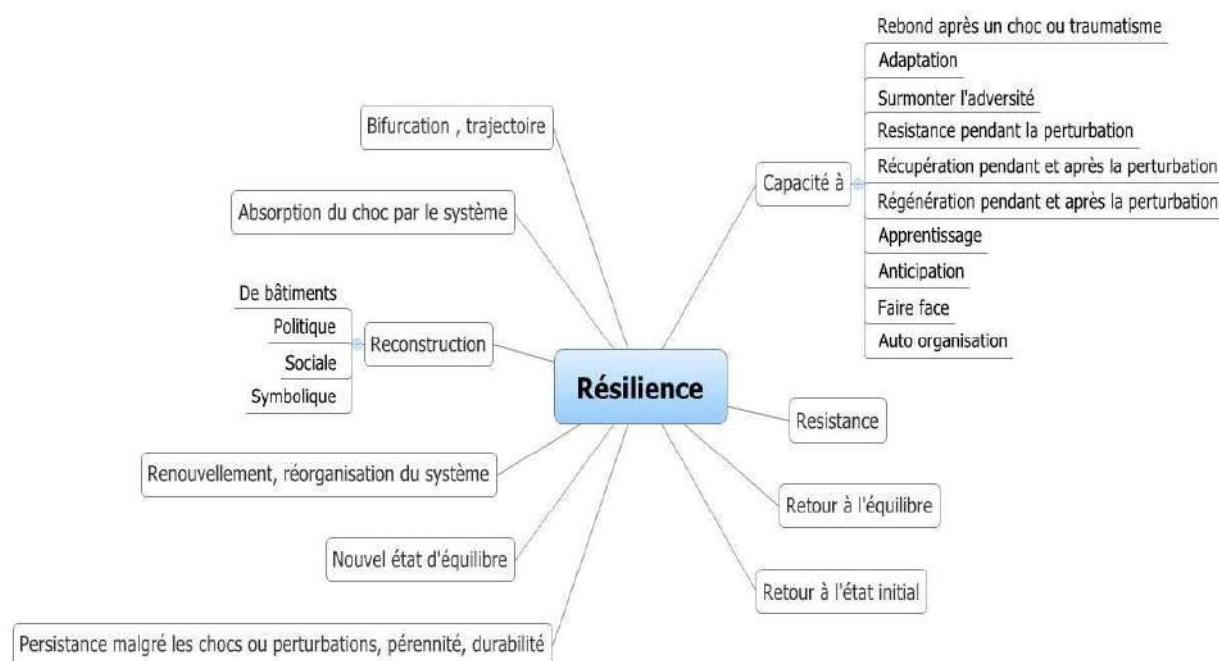 Rebond après un choc ou traumatisme
Adaptation
Surmonter l'adversité
Resistance pendant la perturbation
Récupération pendant et après la perturbation
Régénération pendant et après la perturbation
Apprentissage
Anticipation
Faire face
Auto organisation
Capacité à
Bifurcation , trajectoire
Absorption du choc par le système
De bâtiments
Politique
Sociale
Symbolique
Reconstruction
Résilience
Resistance
Renouvellement, réorganisation du système
Retour à l'équilibre
Nouvel état d'équilibre
Retour à l'état initial
Persistance malgré les chocs ou perturbations, pérennité, durabilité